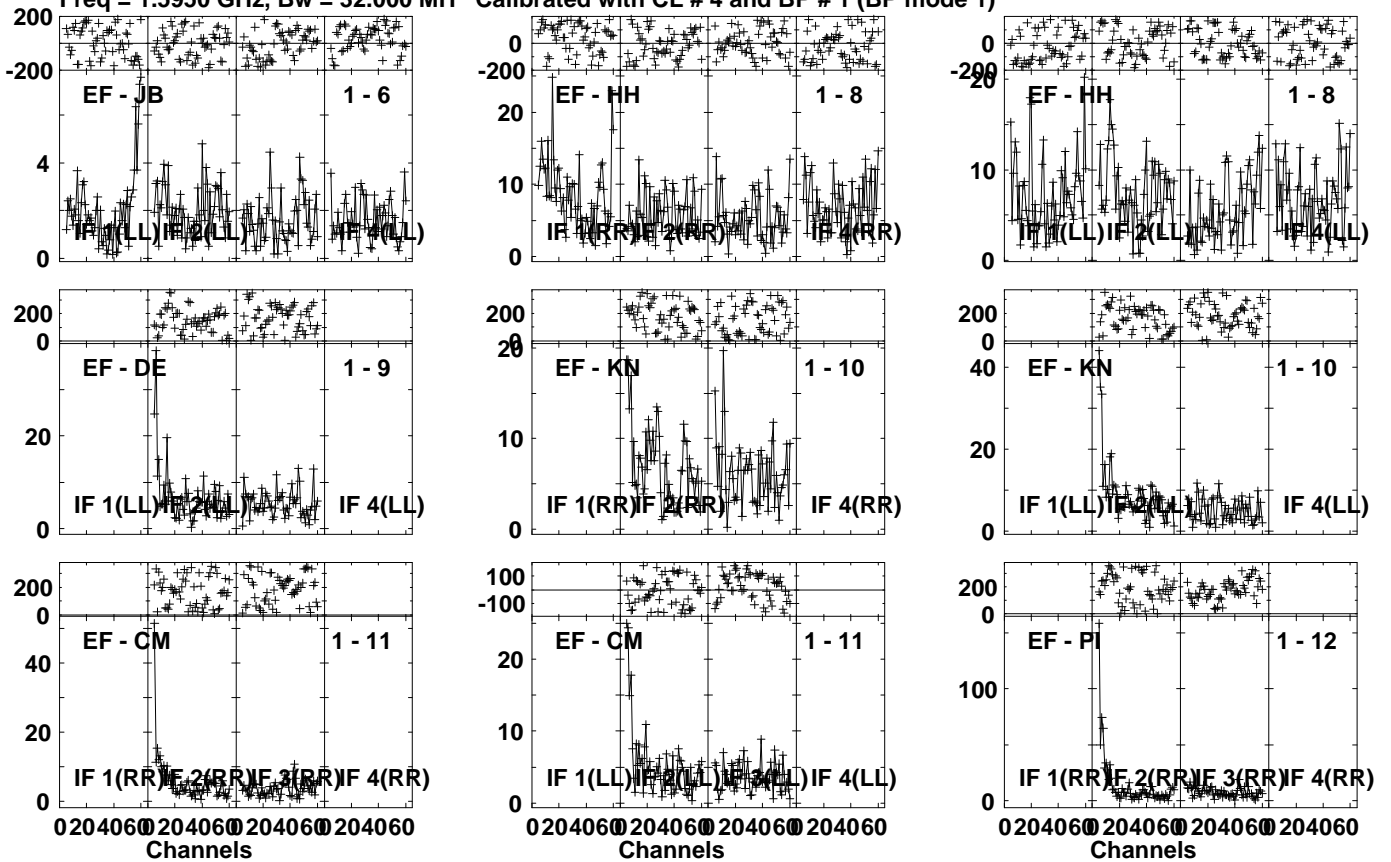 Freq = 1.5950 GHz, Bw = 32.000 MH Calibrated with CL # 4 and BP # 1 (BP mode 1)
200 0 -200
EF - JB 1 - 6
4
0
IF 1(LL) IF 2(LL) IF 4(LL)
200 0 -200
EF - HH 1 - 8
20
10
0
IF 1(RR) IF 2(RR) IF 4(RR)
200 0 -200
EF - HH 1 - 8
20
10
0
IF 1(LL) IF 2(LL) IF 4(LL)
200 0
EF - DE 1 - 9
20
0
IF 1(LL) IF 2(LL) IF 4(LL)
200 0
EF - KN 1 - 10
20
10
0
IF 1(RR) IF 2(RR) IF 4(RR)
200 0
EF - KN 1 - 10
40
20
0
IF 1(LL) IF 2(LL) IF 4(LL)
200 0
EF - CM 1 - 11
40
20
0
IF 1(RR) IF 2(RR) IF 3(RR) IF 4(RR)
0 20 40 60 0 20 40 60 0 20 40 60 0 20 40 60
Channels
100 -100
EF - CM 1 - 11
20
10
0
IF 1(LL) IF 2(LL) IF 3(LL) IF 4(LL)
0 20 40 60 0 20 40 60 0 20 40 60 0 20 40 60
Channels
200 0
EF - PI 1 - 12
100
0
IF 1(RR) IF 2(RR) IF 3(RR) IF 4(RR)
0 20 40 60 0 20 40 60 0 20 40 60 0 20 40 60
Channels